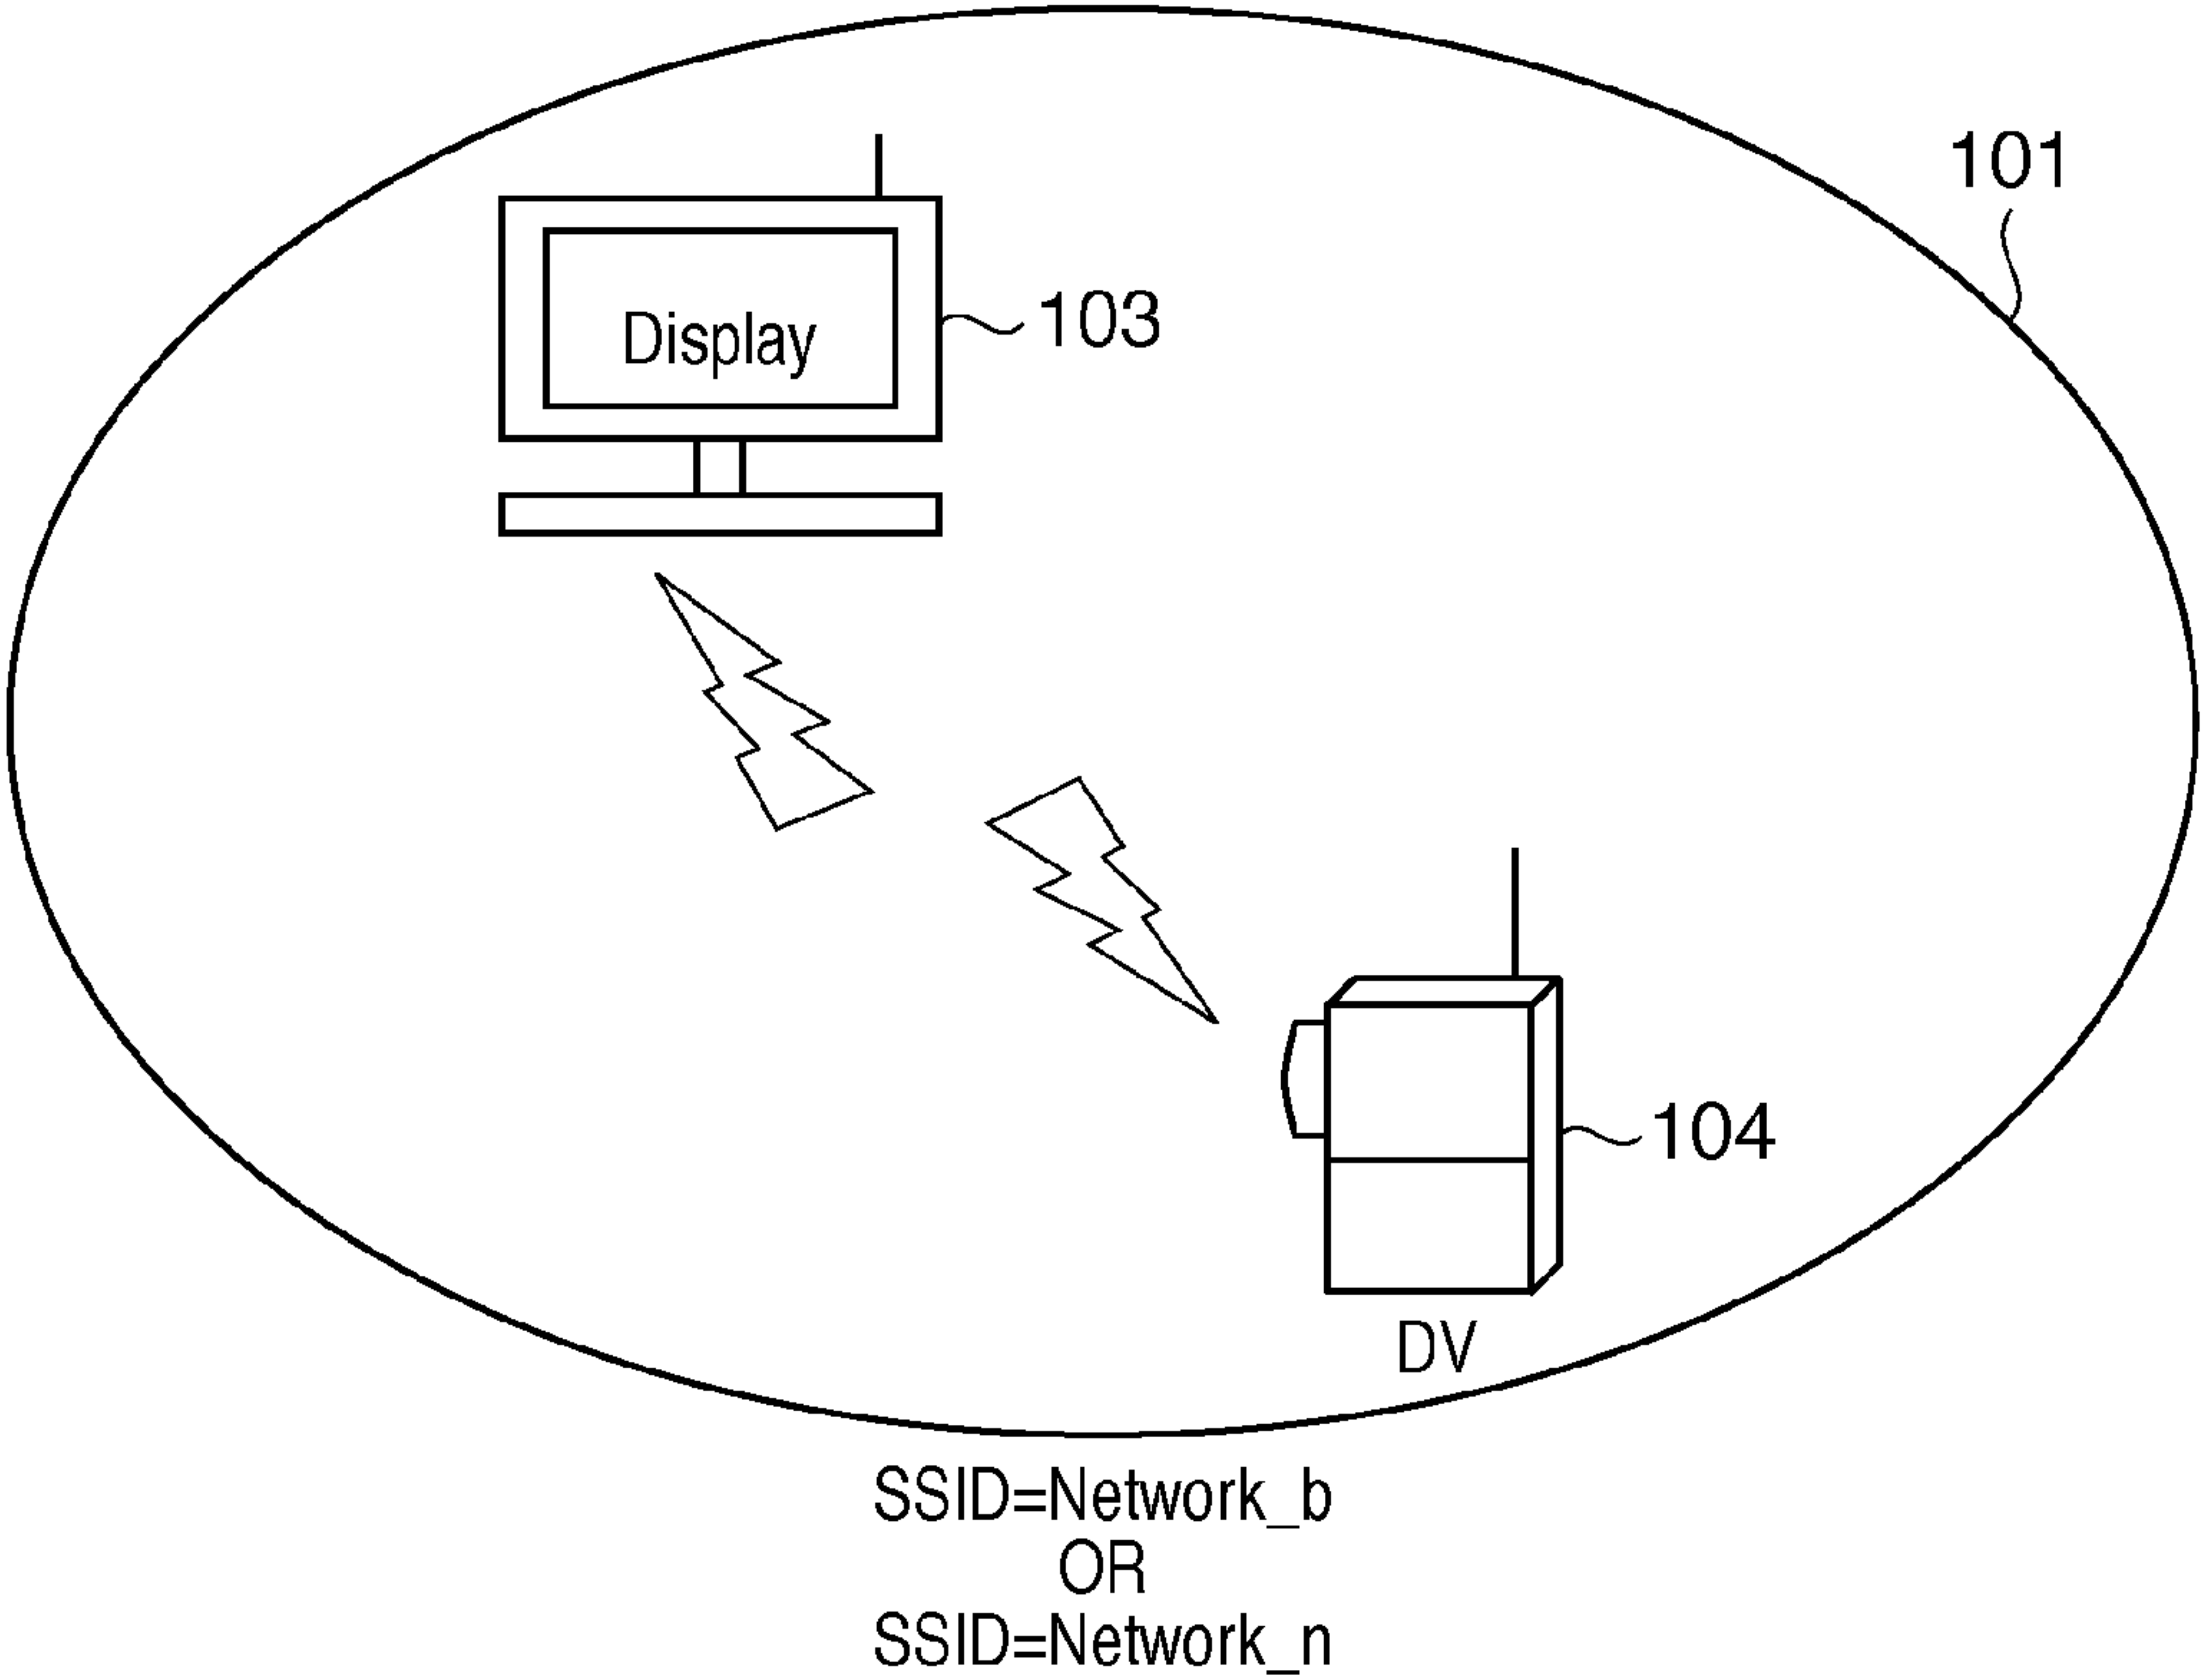 101
103
Display
104
DV
SSID=Network_b
OR
SSID=Network_n